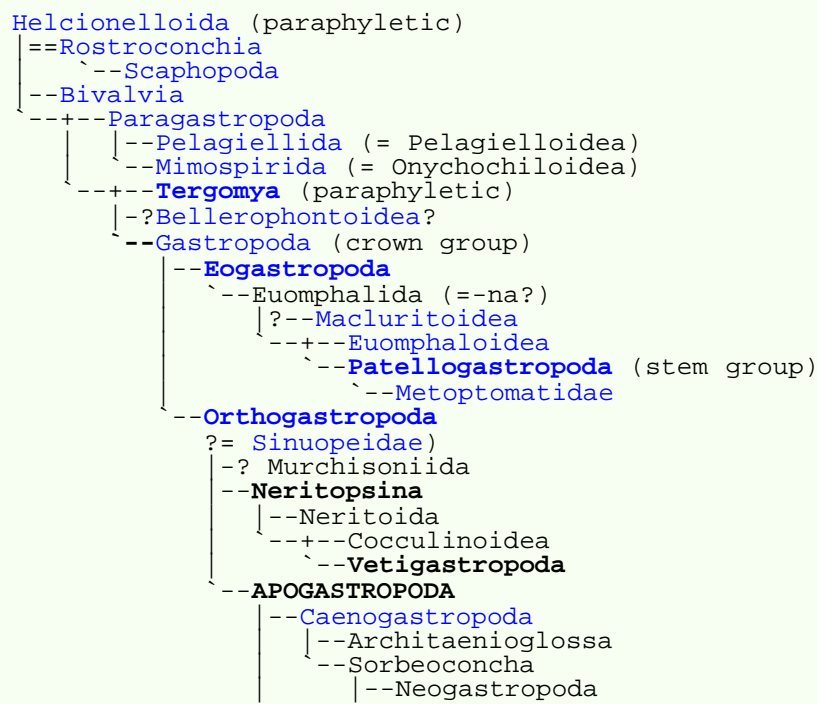 Helcionelloida (paraphyletic)
|==Rostroconchia
|  `--Scaphopoda
|--Bivalvia
`--+--Paragastropoda
   |  |--Pelagiellida (= Pelagielloidea)
   |  `--Mimospirida (= Onychochiloidea)
   `--+--Tergomya (paraphyletic)
      |-?Bellerophontoidea?
      `--Gastropoda (crown group)
         |--Eogastropoda
         |  `--Euomphalida (=-na?)
         |     |?--Macluritoidea
         |     `--+--Euomphaloidea
         |        `--Patellogastropoda (stem group)
         |           `--Metoptomatidae
         `--Orthogastropoda
            ?= Sinuopeidae)
            |-? Murchisoniida
            |--Neritopsina
            |  |--Neritoida
            |  `--+--Cocculinoidea
            |     `--Vetigastropoda
            `--APOGASTROPODA
               |--Caenogastropoda
               |  |--Architaenioglossa
               |  `--Sorbeoconcha
               |     |--Neogastropoda